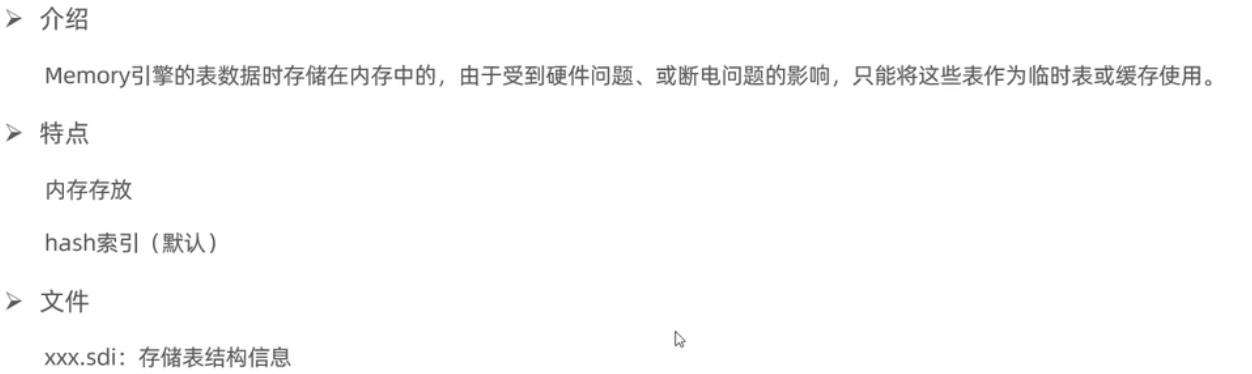 ➢ 介绍
Memory引擎的表数据时存储在内存中的，由于受到硬件问题、或断电问题的影响，只能将这些表作为临时表或缓存使用。
➢ 特点
内存存放
hash索引（默认）
➢ 文件
xxx.sdi：存储表结构信息